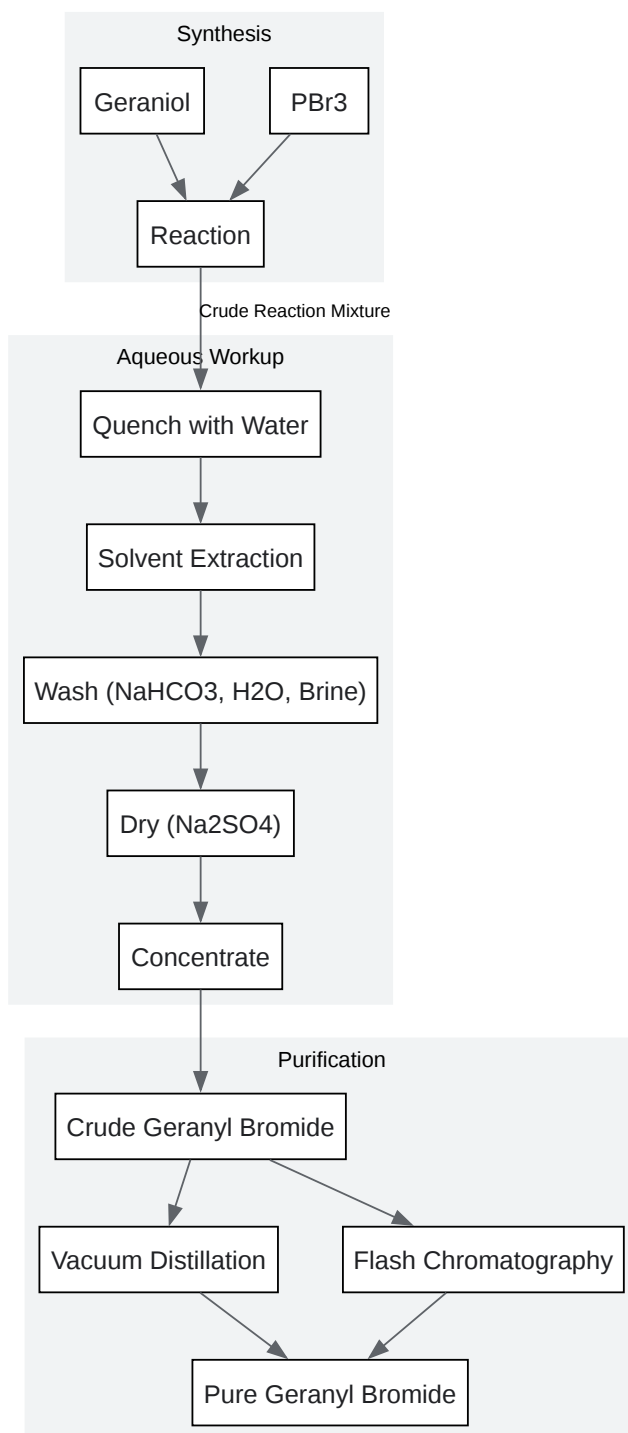 Synthesis
Geraniol
PBr3
Reaction
Crude Reaction Mixture
Aqueous Workup
Quench with Water
Solvent Extraction
Wash (NaHCO3, H2O, Brine)
Dry (Na2SO4)
Concentrate
Purification
Crude Geranyl Bromide
Vacuum Distillation
Flash Chromatography
Pure Geranyl Bromide